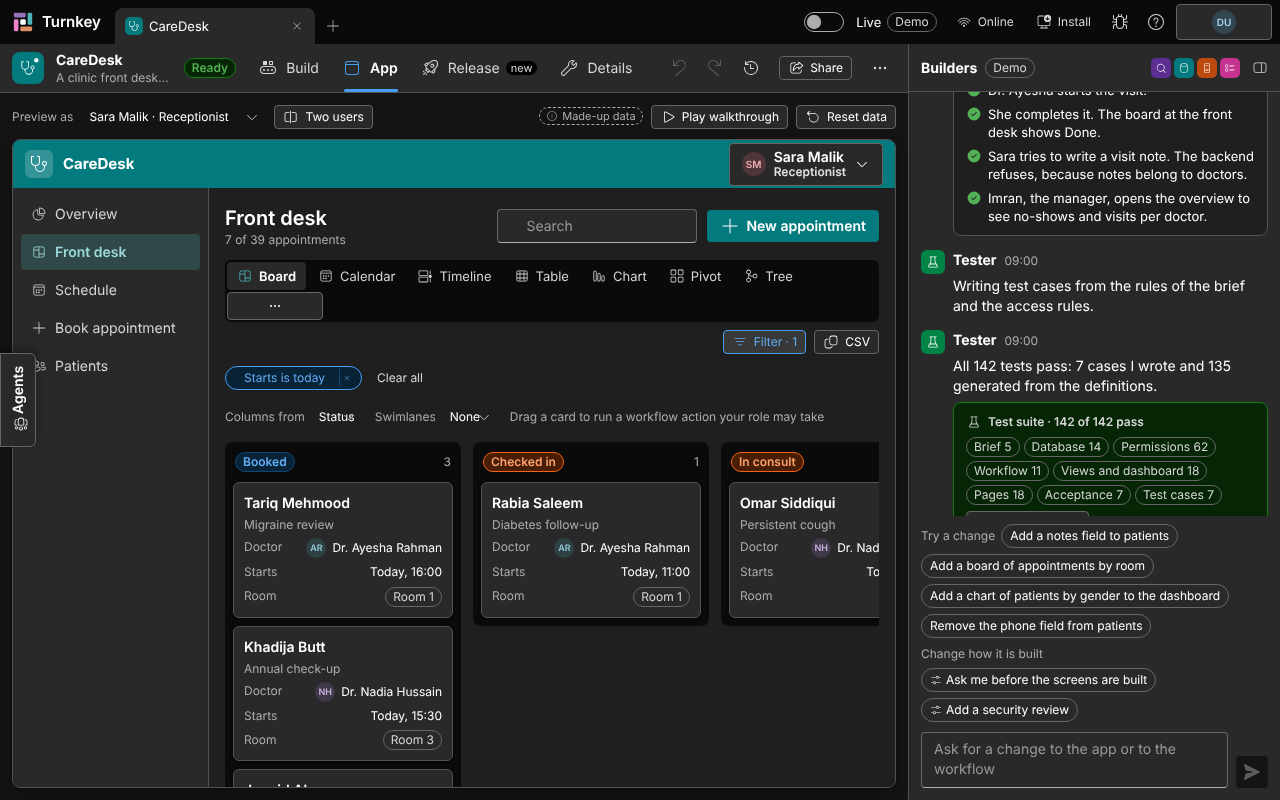 Turnkey
CareDesk
Live
Demo
Online
Install
DU
CareDesk
A clinic front desk...
Ready
Build
App
Release
new
Details
Share
Builders
Demo
Preview as
Sara Malik · Receptionist
Two users
Made-up data
Play walkthrough
Reset data
CareDesk
SM
Sara Malik
Receptionist
Overview
Front desk
Schedule
Book appointment
Patients
Agents
Front desk
7 of 39 appointments
Search
New appointment
Board
Calendar
Timeline
Table
Chart
Pivot
Tree
Filter · 1
CSV
Starts is today
Clear all
Columns from
Status
Swimlanes
None
Drag a card to run a workflow action your role may take
Booked
3
Tariq Mehmood
Migraine review
Doctor
AR
Dr. Ayesha Rahman
Starts
Today, 16:00
Room
Room 1
Khadija Butt
Annual check-up
Doctor
NH
Dr. Nadia Hussain
Starts
Today, 15:30
Room
Room 3
Checked in
1
Rabia Saleem
Diabetes follow-up
Doctor
AR
Dr. Ayesha Rahman
Starts
Today, 11:00
Room
Room 1
In consult
Omar Siddiqui
Persistent cough
Doctor
NH
Dr. Nad
Starts
To
Room
Dr. Ayesha starts the visit.
She completes it. The board at the front
desk shows Done.
Sara tries to write a visit note. The backend
refuses, because notes belong to doctors.
Imran, the manager, opens the overview to
see no-shows and visits per doctor.
Tester 09:00
Writing test cases from the rules of the brief
and the access rules.
Tester 09:00
All 142 tests pass: 7 cases I wrote and 135
generated from the definitions.
Test suite · 142 of 142 pass
Brief 5
Database 14
Permissions 62
Workflow 11
Views and dashboard 18
Pages 18
Acceptance 7
Test cases 7
Try a change
Add a notes field to patients
Add a board of appointments by room
Add a chart of patients by gender to the dashboard
Remove the phone field from patients
Change how it is built
Ask me before the screens are built
Add a security review
Ask for a change to the app or to the
workflow